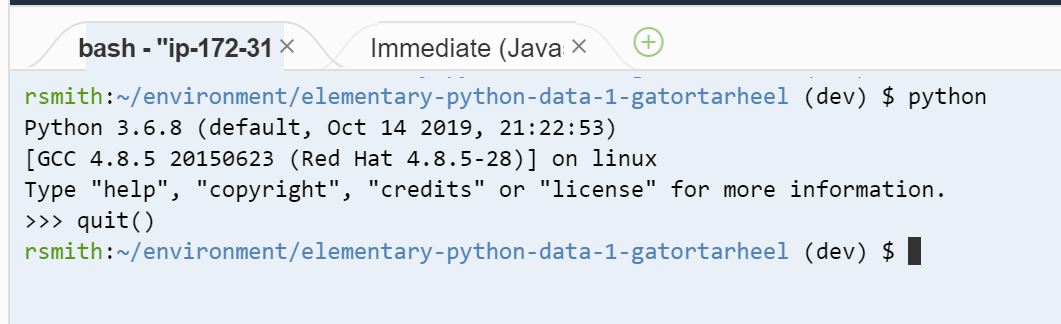 bash - "ip-172-31 × Immediate (Java: ×
rsmith:~/environment/elementary-python-data-1-gatortarheel (dev) $ python
Python 3.6.8 (default, Oct 14 2019, 21:22:53)
[GCC 4.8.5 20150623 (Red Hat 4.8.5-28)] on linux
Type "help", "copyright", "credits" or "license" for more information.
>>> quit()
rsmith:~/environment/elementary-python-data-1-gatortarheel (dev) $